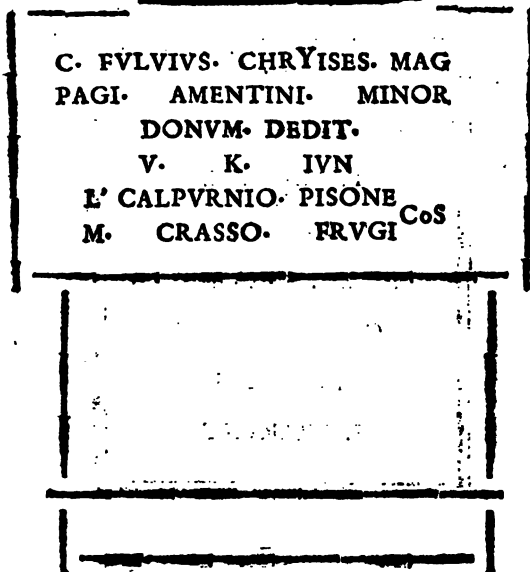 C. FVLVIVS. CHRYISES. MAG
PAGI. AMENTINI. MINOR
DONVM. DEDIT.
V. K. IVN
L' CALPVRNIO. PISONE
M. CRASSO. FRVGI CoS